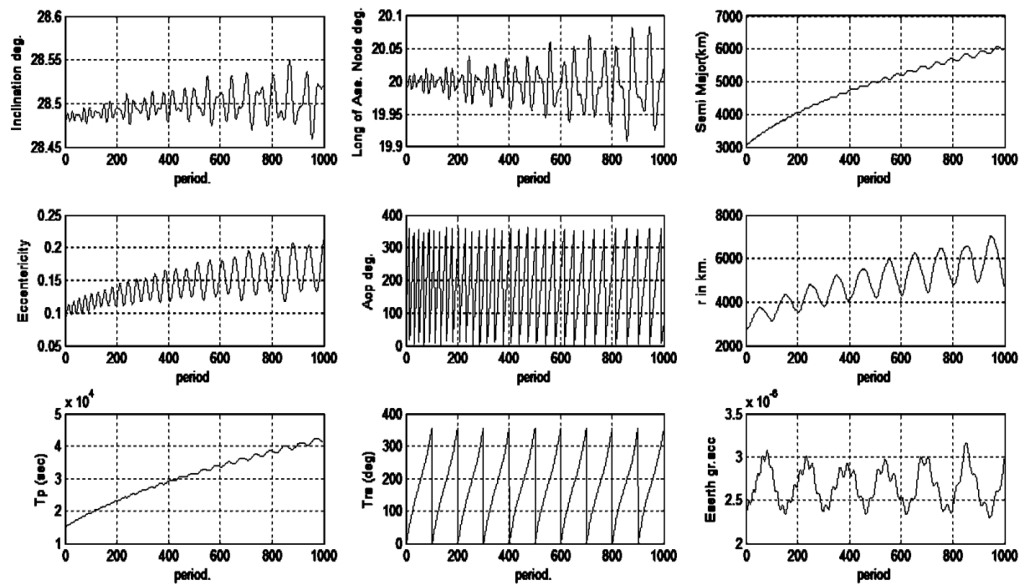 28.6
28.55
28.5
28.45
Inclination deg.
0 200 400 600 800 1000
period.
20.1
20.05
20
19.95
19.9
Long of Ass. Node deg.
0 200 400 600 800 1000
period.
7000
6000
5000
4000
3000
Semi Major(km)
0 200 400 600 800 1000
period
0.25
0.2
0.15
0.1
0.05
Eccentericity
0 200 400 600 800 1000
period
400
300
200
100
0
Aop deg.
0 200 400 600 800 1000
period
8000
6000
4000
2000
r in km.
0 200 400 600 800 1000
period
x 10^4
5
4
3
2
1
Tp (sec)
0 200 400 600 800 1000
period.
400
300
200
100
0
Tra (deg)
0 200 400 600 800 1000
period.
x 10^-6
3.5
3
2.5
2
gr.acc
0 200 400 600 800 1000
period